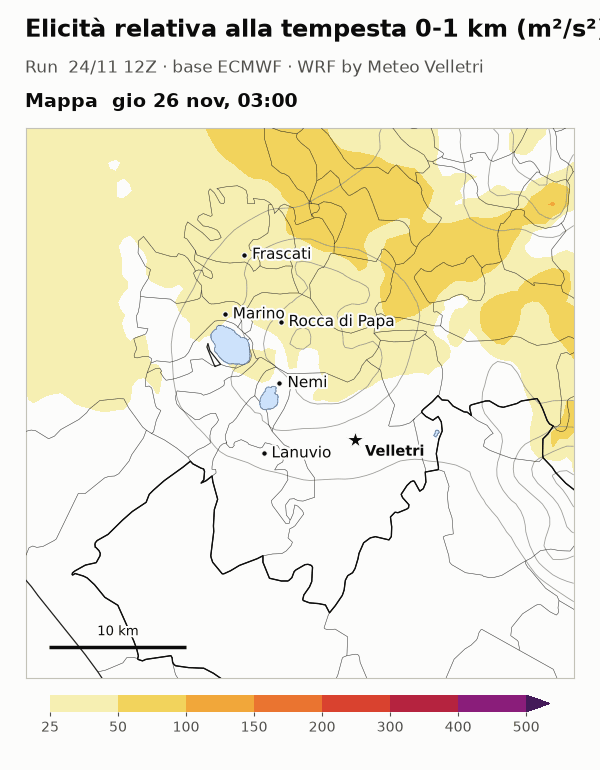 Elicità relativa alla tempesta 0-1 km (m²/s²)
Run  24/11 12Z · base ECMWF · WRF by Meteo Velletri
Mappa  gio 26 nov, 03:00
Frascati
Marino
Rocca di Papa
Nemi
Velletri
Lanuvio
10 km
25 50 100 150 200 300 400 500